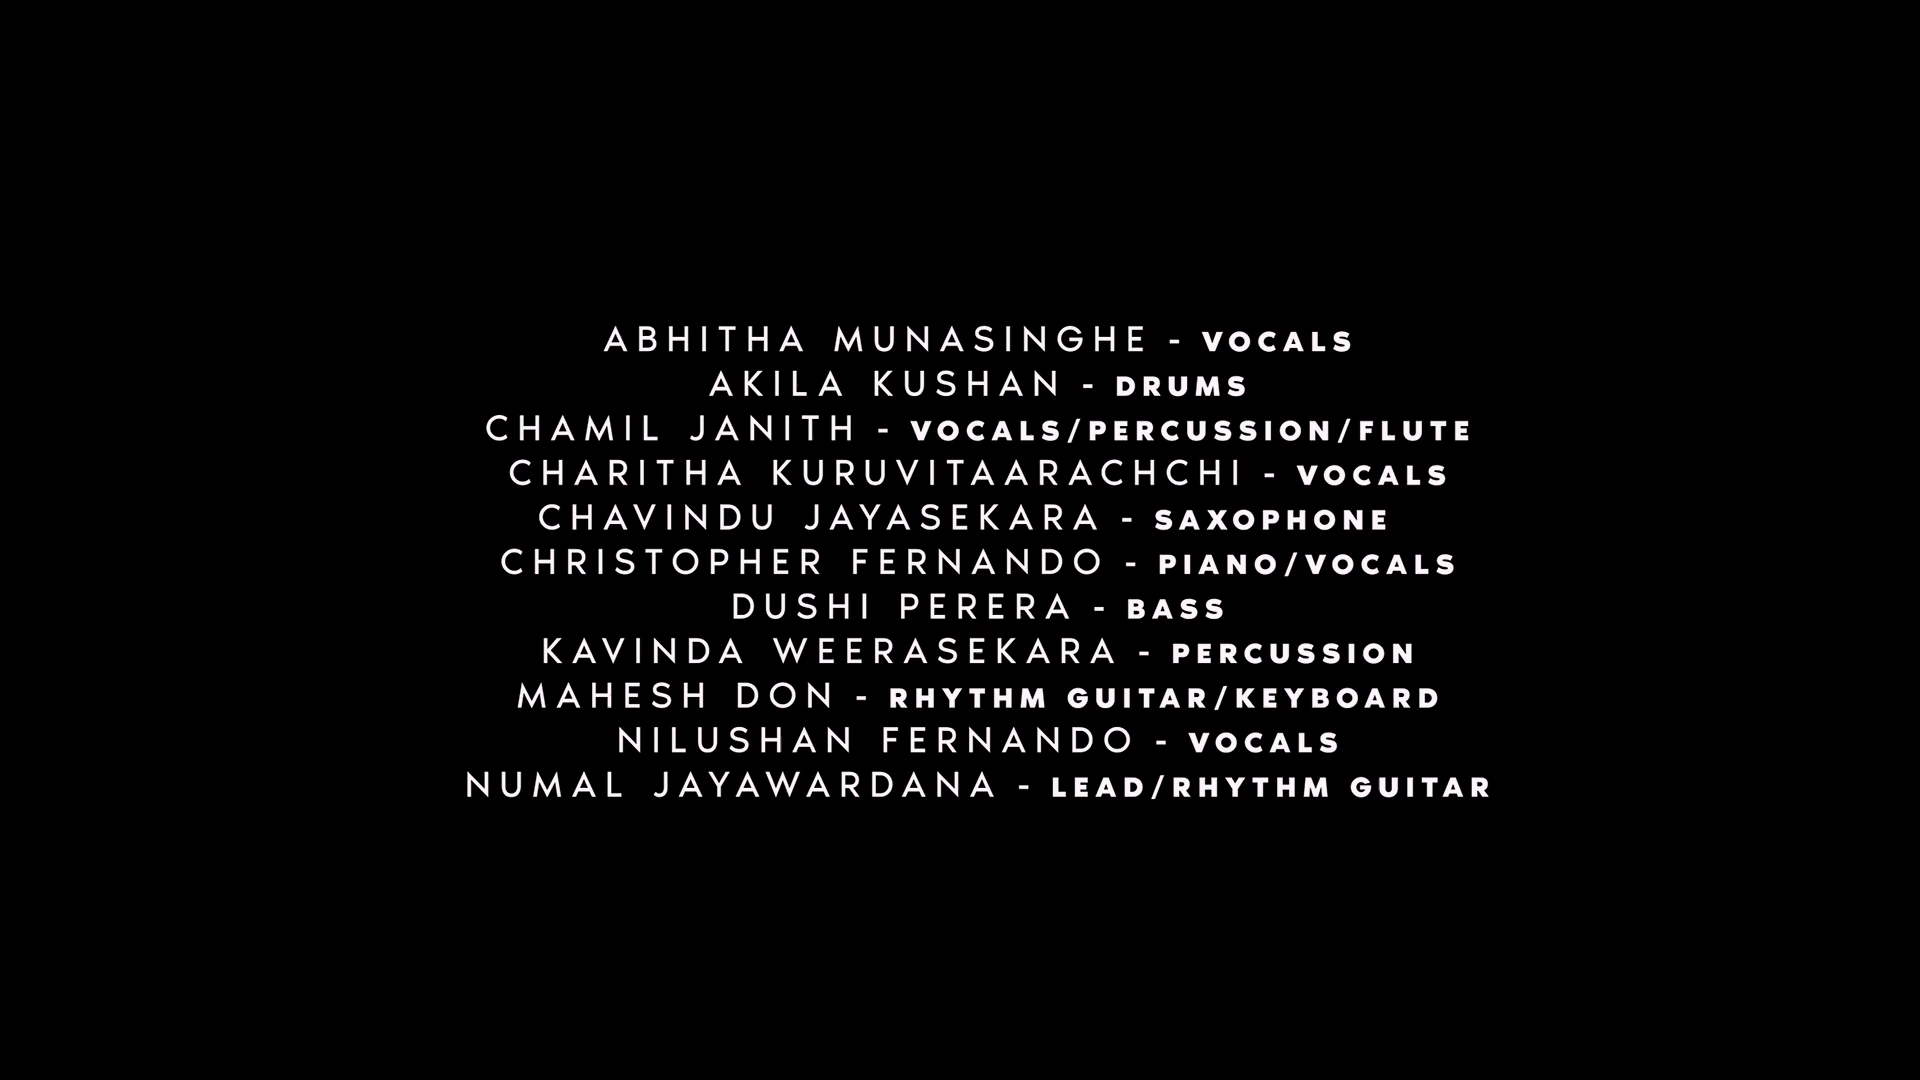 ABHITHA MUNASINGHE - VOCALS
AKILA KUSHAN - DRUMS
CHAMIL JANITH - VOCALS/PERCUSSION/FLUTE
CHARITHA KURUVITAARACHCHI - VOCALS
CHAVINDU JAYASEKARA - SAXOPHONE
CHRISTOPHER FERNANDO - PIANO/VOCALS
DUSHI PERERA - BASS
KAVINDA WEERASEKARA - PERCUSSION
MAHESH DON - RHYTHM GUITAR/KEYBOARD
NILUSHAN FERNANDO - VOCALS
NUMAL JAYAWARDANA - LEAD/RHYTHM GUITAR